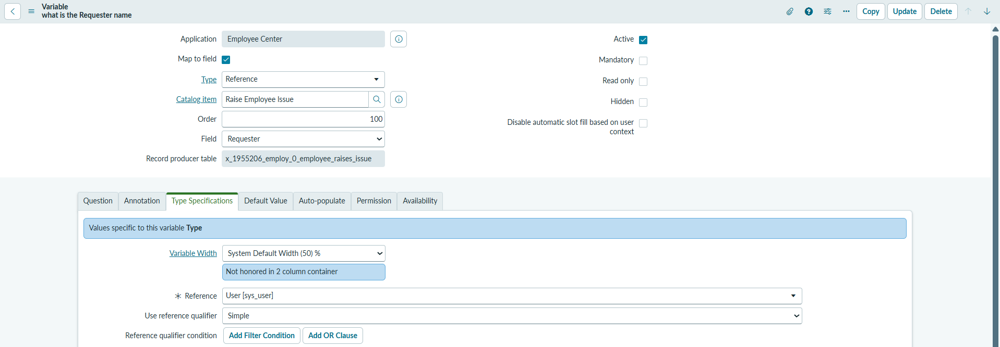 Variable
what is the Requester name
Copy
Update
Delete
Application
Employee Center
Map to field
Type
Reference
Catalog item
Raise Employee Issue
Order
100
Field
Requester
Record producer table
x_1955206_employ_0_employee_raises_issue
Active
Mandatory
Read only
Hidden
Disable automatic slot fill based on user
context
Question
Annotation
Type Specifications
Default Value
Auto-populate
Permission
Availability
Values specific to this variable Type
Variable Width
System Default Width (50) %
Not honored in 2 column container
Reference
User [sys_user]
Use reference qualifier
Simple
Reference qualifier condition
Add Filter Condition
Add OR Clause